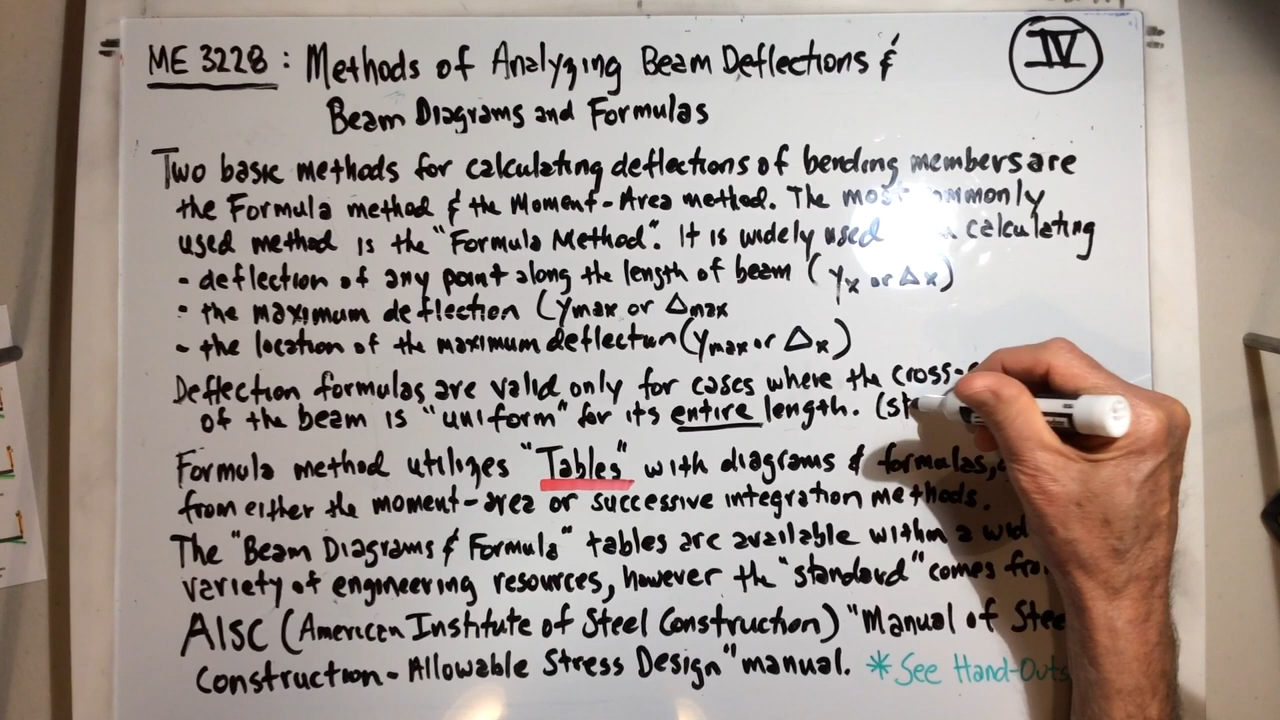 ME 3228: Methods of Analyzing Beam Deflections &
Beam Diagrams and Formulas
IV
Two basic methods for calculating deflections of bending members are
the Formula method & the Moment-Area method. The most commonly
used method is the "Formula Method". It is widely used calculating
- deflection of any point along the length of beam (yx or Δx)
• the maximum deflection (ymax or Δmax
- the location of the maximum deflection (ymax or Δx)
Deflection formulas are valid only for cases where the cross-
of the beam is "uniform" for its entire length. (st
Formula method utilizes "Tables" with diagrams & formulas,
from either the moment-area or successive integration methods.
The "Beam Diagrams & Formula" tables are available within a wid
variety of engineering resources, however the "standard" comes fro
AISC (American Institute of Steel Construction) "Manual of Stee
Construction - Allowable Stress Design" manual. *See Hand-Outs